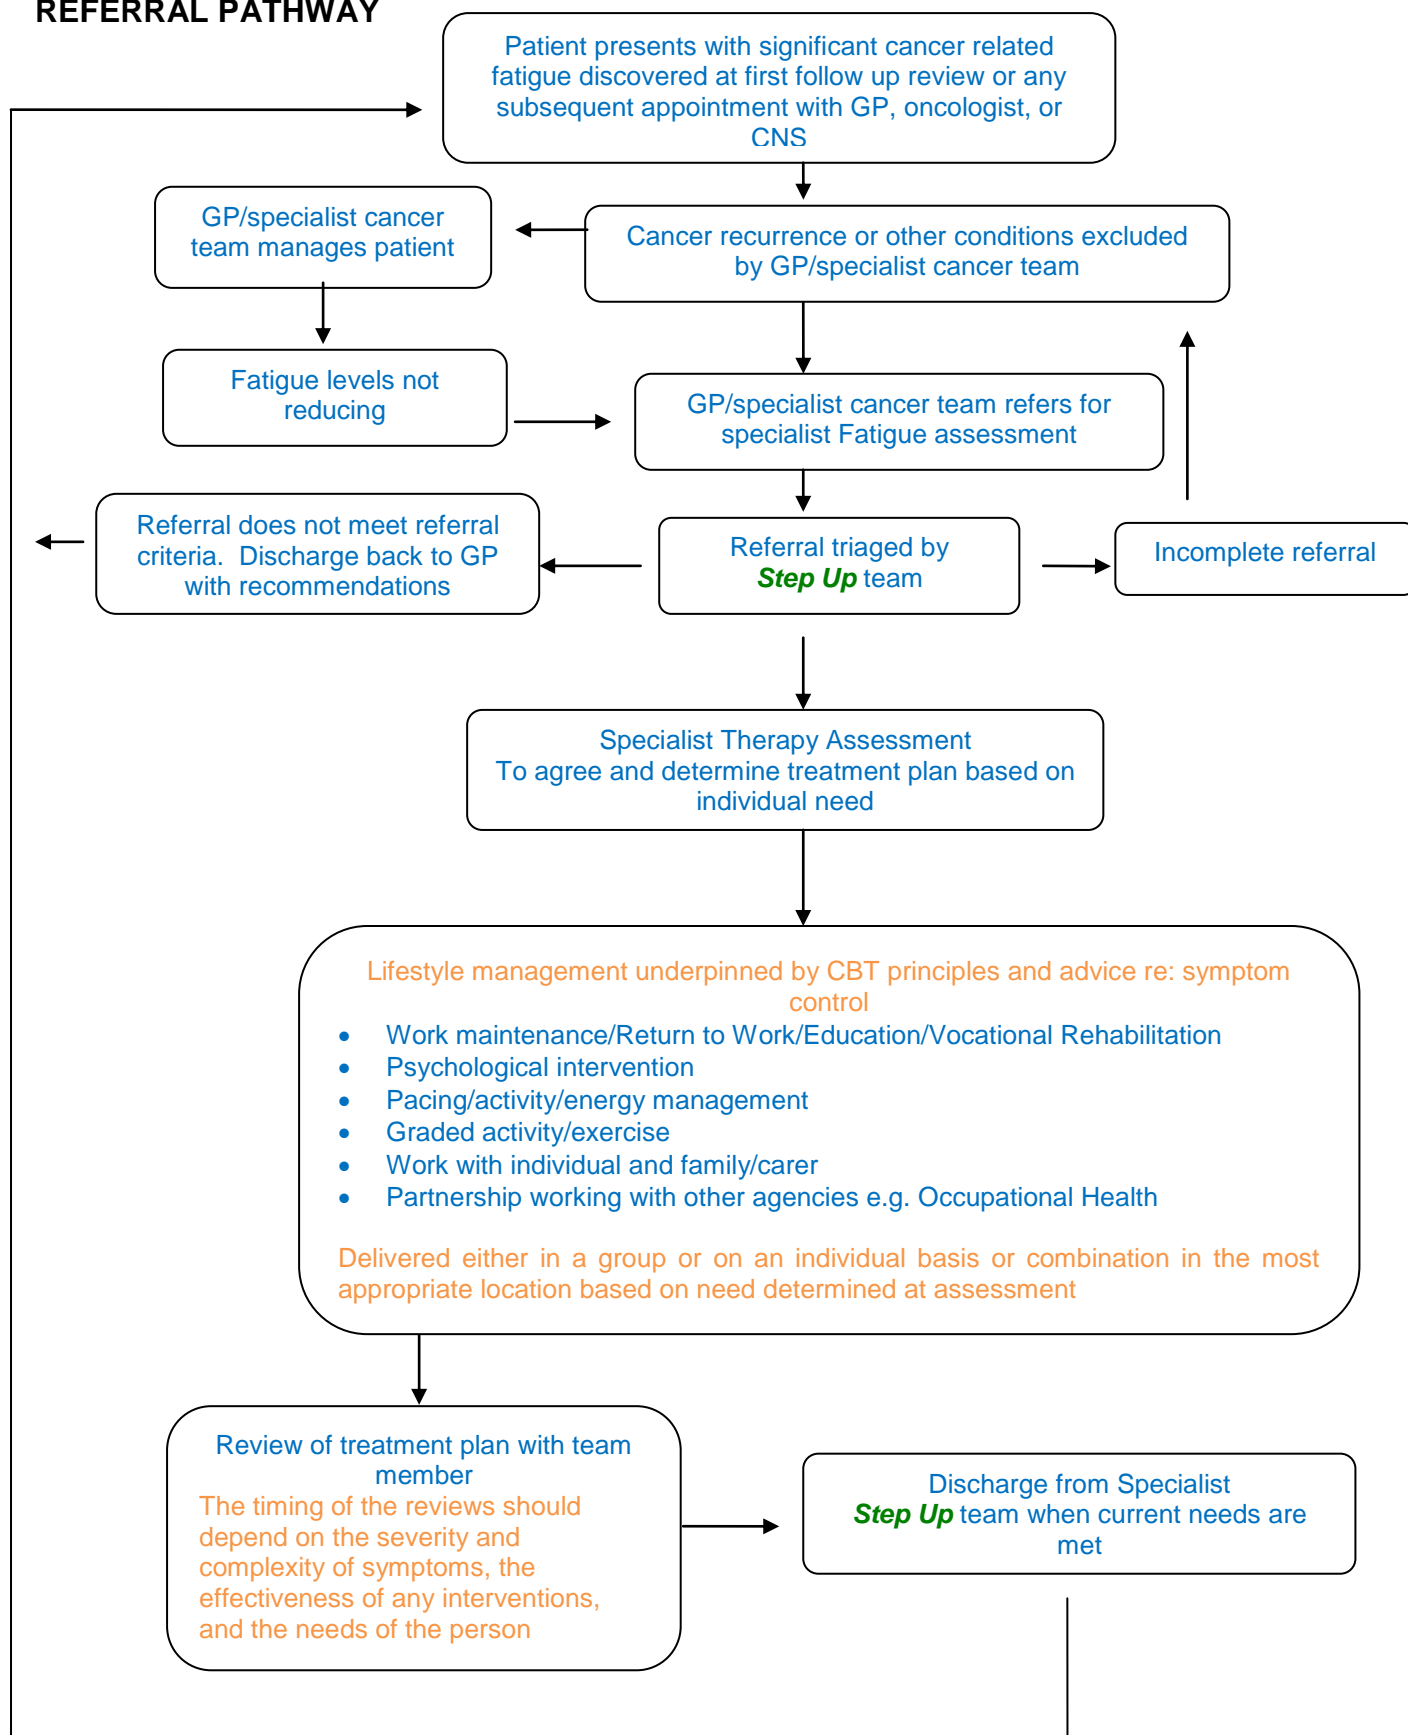 REFERRAL PATHWAY
Patient presents with significant cancer related
fatigue discovered at first follow up review or any
subsequent appointment with GP, oncologist, or
CNS
GP/specialist cancer
team manages patient
Cancer recurrence or other conditions excluded
by GP/specialist cancer team
Fatigue levels not
reducing
GP/specialist cancer team refers for
specialist Fatigue assessment
Referral does not meet referral
criteria.  Discharge back to GP
with recommendations
Referral triaged by
Step Up team
Incomplete referral
Specialist Therapy Assessment
To agree and determine treatment plan based on
individual need
Lifestyle management underpinned by CBT principles and advice re: symptom
control
• Work maintenance/Return to Work/Education/Vocational Rehabilitation
• Psychological intervention
• Pacing/activity/energy management
• Graded activity/exercise
• Work with individual and family/carer
• Partnership working with other agencies e.g. Occupational Health
Delivered either in a group or on an individual basis or combination in the most
appropriate location based on need determined at assessment
Review of treatment plan with team
member
The timing of the reviews should
depend on the severity and
complexity of symptoms, the
effectiveness of any interventions,
and the needs of the person
Discharge from Specialist
Step Up team when current needs are
met